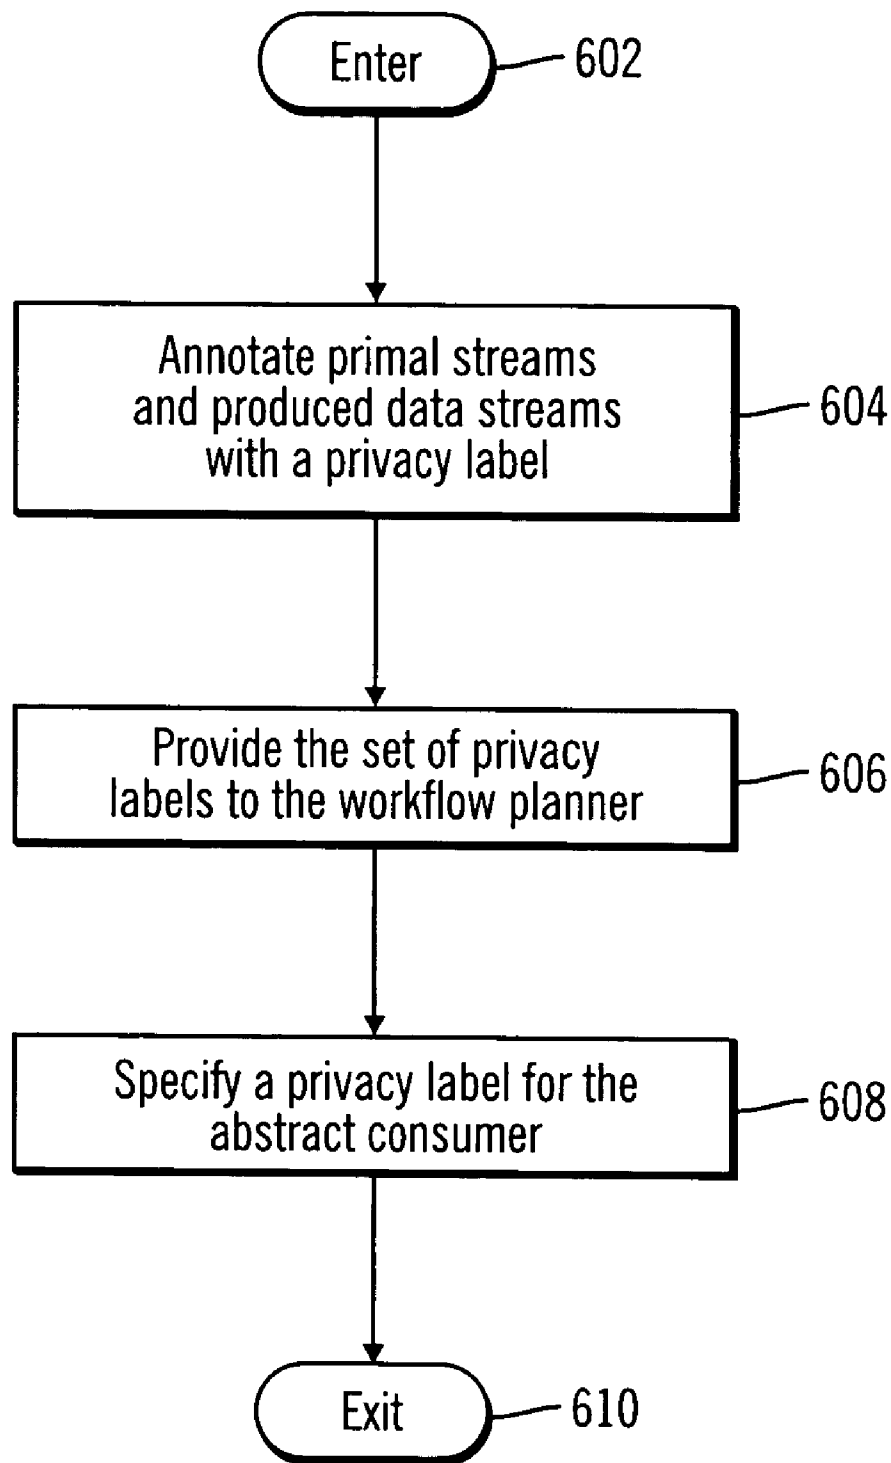 Enter
602
Annotate primal streams
and produced data streams
with a privacy label
604
Provide the set of privacy
labels to the workflow planner
606
Specify a privacy label for the
abstract consumer
608
Exit
610